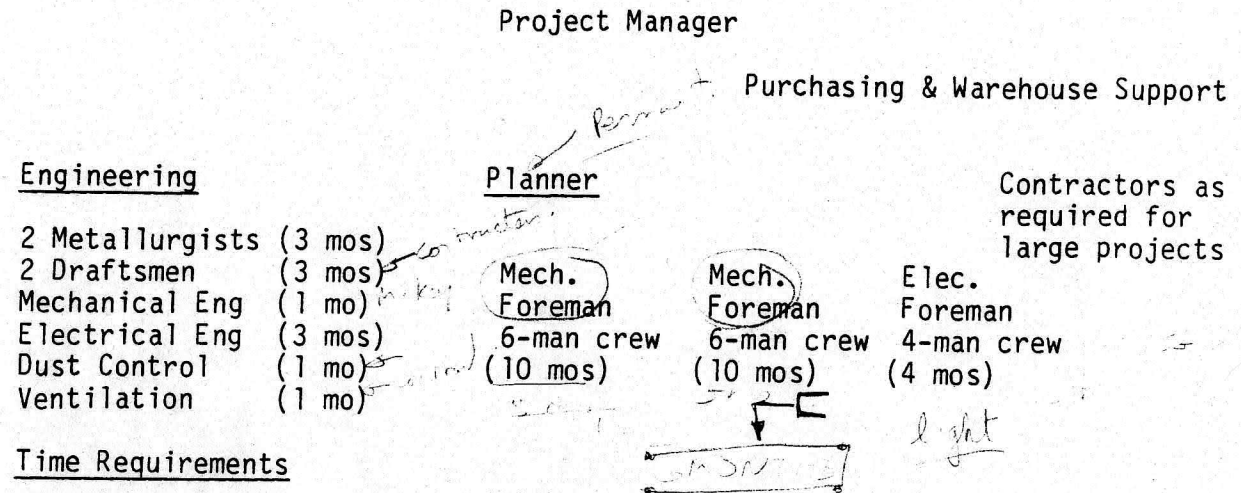 Project Manager
Purchasing & Warehouse Support
Engineering
2 Metallurgists (3 mos)
2 Draftsmen (3 mos)
Mechanical Eng (1 mo)
Electrical Eng (3 mos)
Dust Control (1 mo)
Ventilation (1 mo)
Planner
Mech.
Foreman
6-man crew
(10 mos)
Mech.
Foreman
6-man crew
(10 mos)
Elec.
Foreman
4-man crew
(4 mos)
Contractors as
required for
large projects
light
Time Requirements